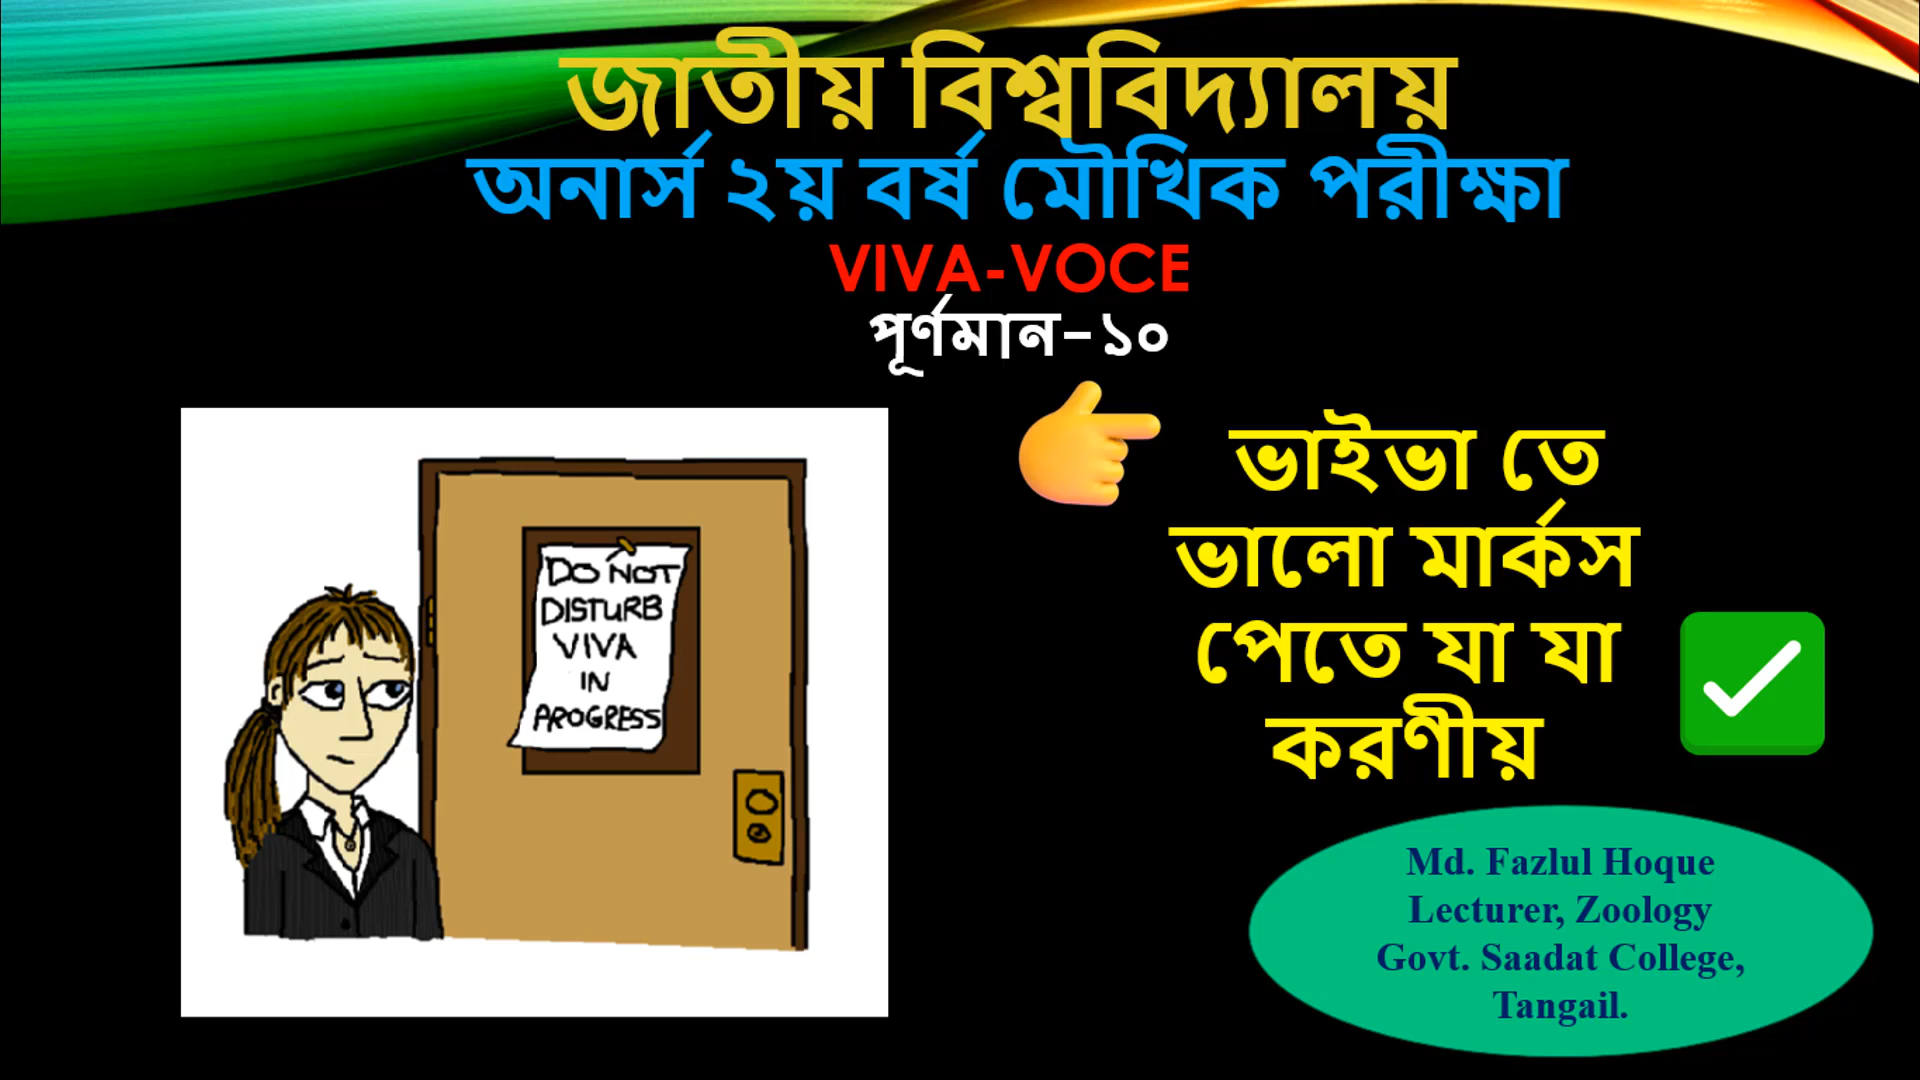 জাতীয় বিশ্ববিদ্যালয়
অনার্স ২য় বর্ষ মৌখিক পরীক্ষা
VIVA-VOCE
পূর্ণমান-১০
ভাইভা তে
ভালো মার্কস
পেতে যা যা
করণীয়
DO NOT
DISTURB
VIVA
IN
PROGRESS
Md. Fazlul Hoque
Lecturer, Zoology
Govt. Saadat College,
Tangail.